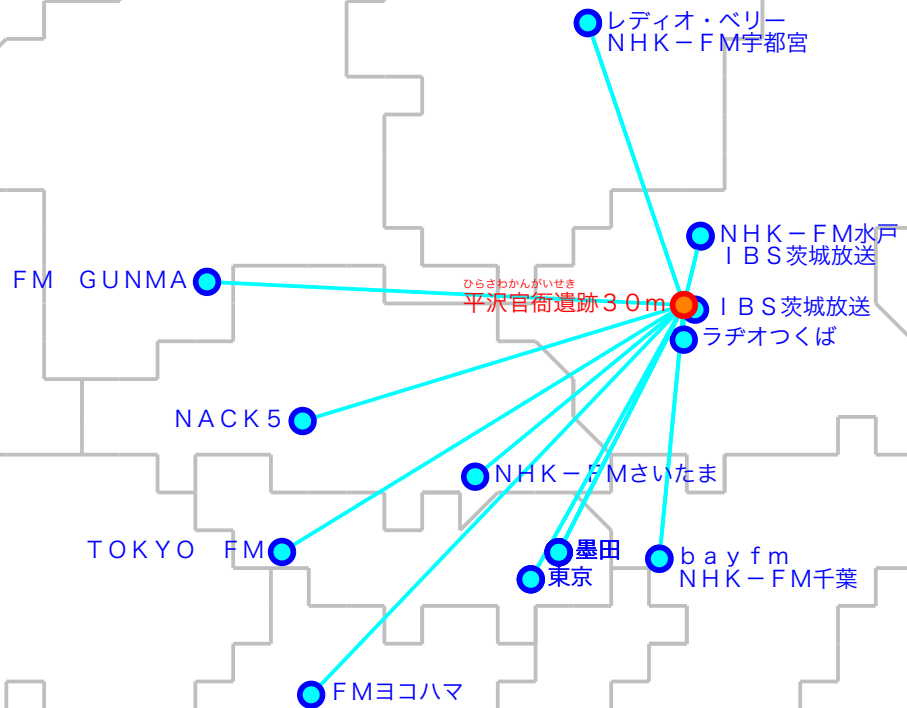 レディオ・ベリー
ＮＨＫ－ＦＭ宇都宮
ＮＨＫ－ＦＭ水戸
ＩＢＳ茨城放送
ＦＭ　ＧＵＮＭＡ
ひらさわかんがいせき
平沢官衙遺跡３０ｍ
ＩＢＳ茨城放送
ラヂオつくば
ＮＡＣＫ５
ＮＨＫ－ＦＭさいたま
ＴＯＫＹＯ　ＦＭ
墨田
ｂａｙｆｍ
東京
ＮＨＫ－ＦＭ千葉
ＦＭヨコハマ